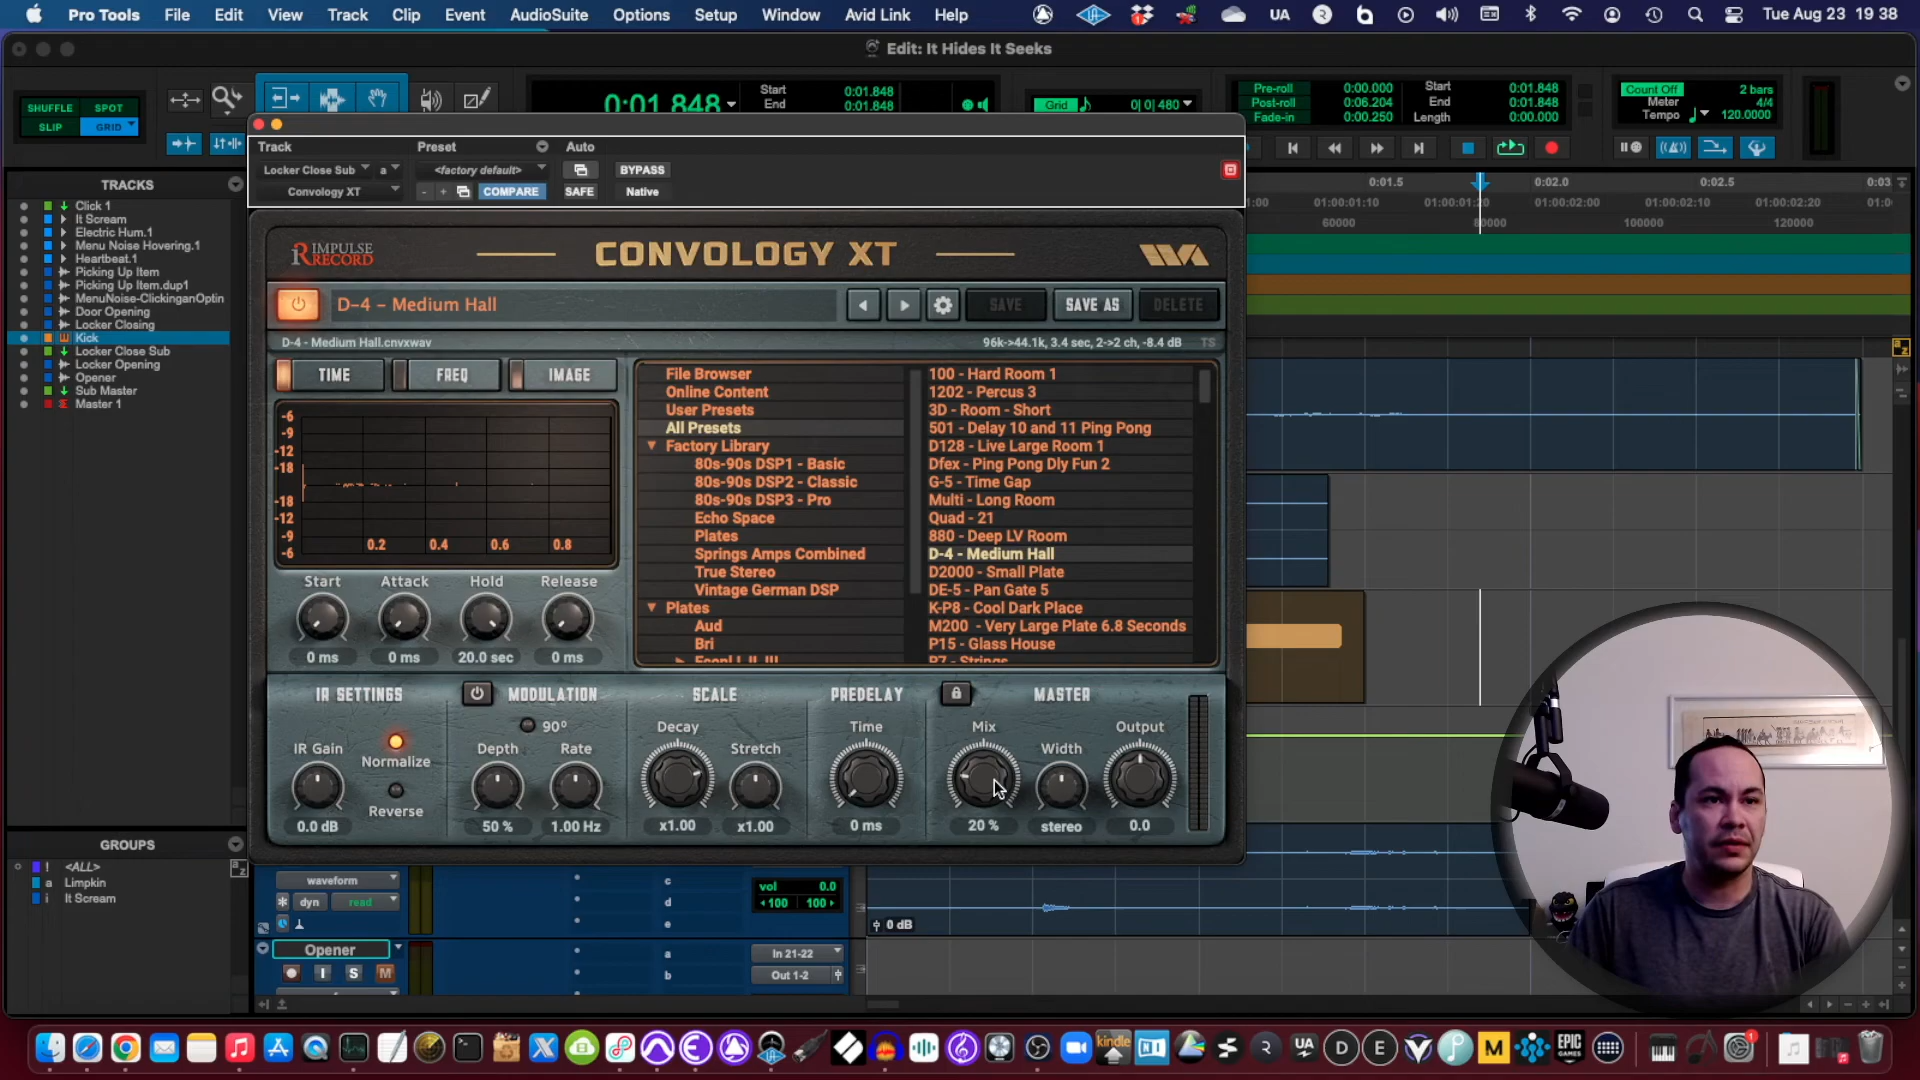 Pro Tools File Edit View Track Clip Event AudioSuite Options Setup Window Avid Link Help UA Tue Aug 23 19:38
Edit: It Hides It Seeks
SHUFFLE SPOT
SLIP GRID
0:01.848
Start 0:01.848
End 0:01.848
Grid 0| 0| 480
Pre-roll 0:00.000
Post-roll 0:06.204
Fade-in 0:00.250
Start 0:01.848
End 0:01.848
Length 0:00.000
Count Off 2 bars
Meter 4/4
Tempo 120.0000
TRACKS
Click 1
It Scream
Electric Hum.1
Menu Noise Hovering.1
Heartbeat.1
Picking Up Item
Picking Up Item.dup1
MenuNoise-ClickinganOptin
Door Opening
Locker Closing
Kick
Locker Close Sub
Locker Opening
Opener
Sub Master
Master 1
GROUPS
! <ALL>
a Limpkin
i It Scream
Track Preset Auto
Locker Close Sub a <factory default> BYPASS
Convology XT - + COMPARE SAFE Native
0:01.5 0:02.0 0:02.5 0:03
01:00:01:10 01:00:01:20 01:00:02:00 01:00:02:10 01:00:02:20
60000 80000 100000 120000
IMPULSE RECORD
CONVOLOGY XT
D-4 – Medium Hall
SAVE SAVE AS DELETE
D-4 - Medium Hall.cnvxwav 96k->44.1k, 3.4 sec, 2->2 ch, -8.4 dB TS
TIME FREQ IMAGE
-6
-9
-12
-18
-18
-12
-9
-6
0.2 0.4 0.6 0.8
File Browser
Online Content
User Presets
All Presets
Factory Library
80s-90s DSP1 - Basic
80s-90s DSP2 - Classic
80s-90s DSP3 - Pro
Echo Space
Plates
Springs Amps Combined
True Stereo
Vintage German DSP
Plates
Aud
Bri
100 - Hard Room 1
1202 - Percus 3
3D - Room - Short
501 - Delay 10 and 11 Ping Pong
D128 - Live Large Room 1
Dfex - Ping Pong Dly Fun 2
G-5 - Time Gap
Multi - Long Room
Quad - 21
880 - Deep LV Room
D-4 - Medium Hall
D2000 - Small Plate
DE-5 - Pan Gate 5
K-P8 - Cool Dark Place
M200 - Very Large Plate 6.8 Seconds
P15 - Glass House
P7 - Strings
Start Attack Hold Release
0 ms 0 ms 20.0 sec 0 ms
IR SETTINGS MODULATION SCALE PREDELAY MASTER
90º
IR Gain Normalize Depth Rate Decay Stretch Time Mix Width Output
Reverse
0.0 dB 50 % 1.00 Hz x1.00 x1.00 0 ms 20 % stereo 0.0
waveform
dyn read
c
d
e
vol 0.0
100 100
0 dB
Opener
I S M
a In 21-22
b Out 1-2
kindle
UA
D
E
M
EPIC GAMES
1